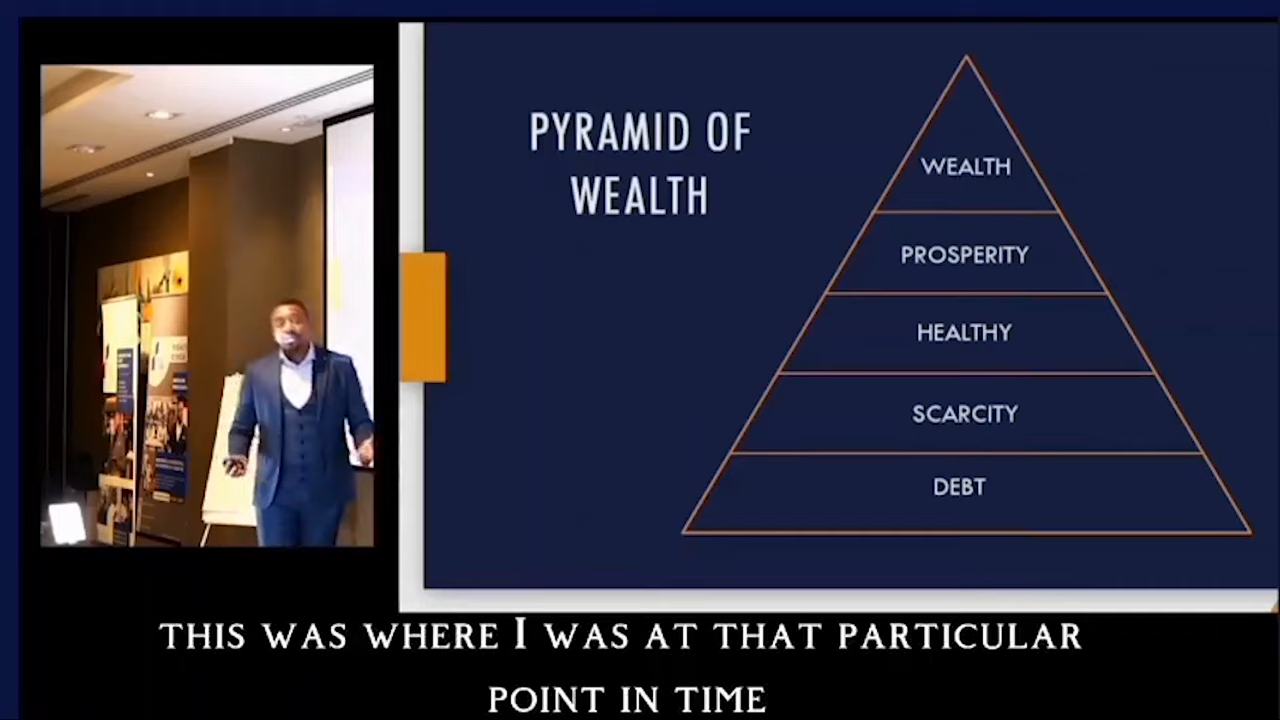 PYRAMID OF
WEALTH
WEALTH
PROSPERITY
HEALTHY
SCARCITY
DEBT
THIS WAS WHERE I WAS AT THAT PARTICULAR
POINT IN TIME